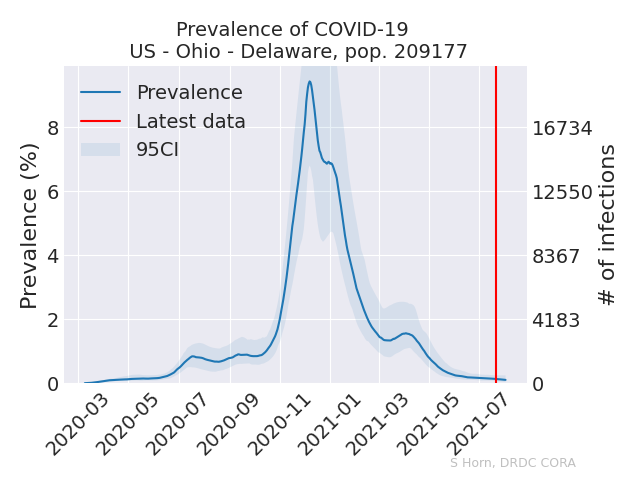 Prevalence of COVID-19
US - Ohio - Delaware, pop. 209177
Prevalence
Latest data
95CI
Prevalence (%)
8
6
4
2
0
16734
12550
8367
4183
0
# of infections
2020-03
2020-05
2020-07
2020-09
2020-11
2021-01
2021-03
2021-05
2021-07
S Horn, DRDC CORA